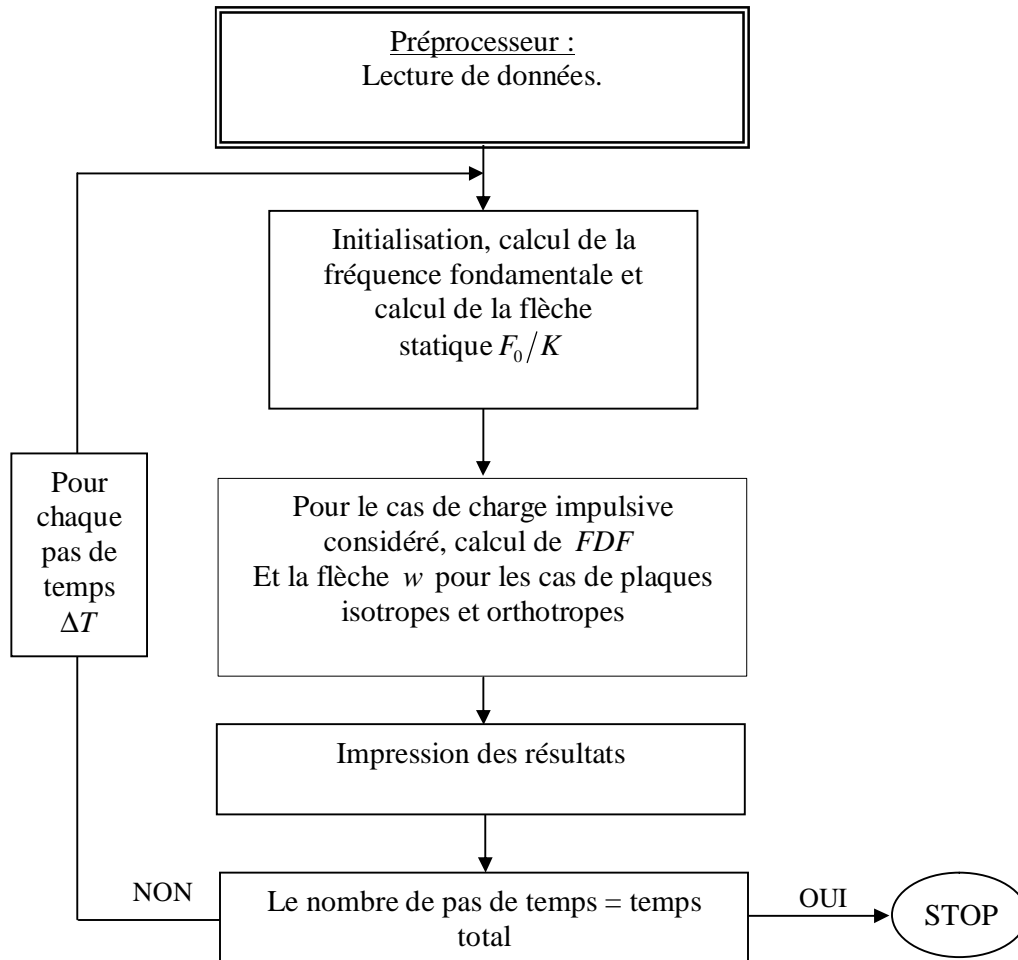 Préprocesseur :
Lecture de données.
Initialisation, calcul de la
fréquence fondamentale et
calcul de la flèche
statique F₀/K
Pour
chaque
pas de
temps
ΔT
Pour le cas de charge impulsive
considéré, calcul de FDF
Et la flèche w pour les cas de plaques
isotropes et orthotropes
Impression des résultats
NON
Le nombre de pas de temps = temps
total
OUI
STOP